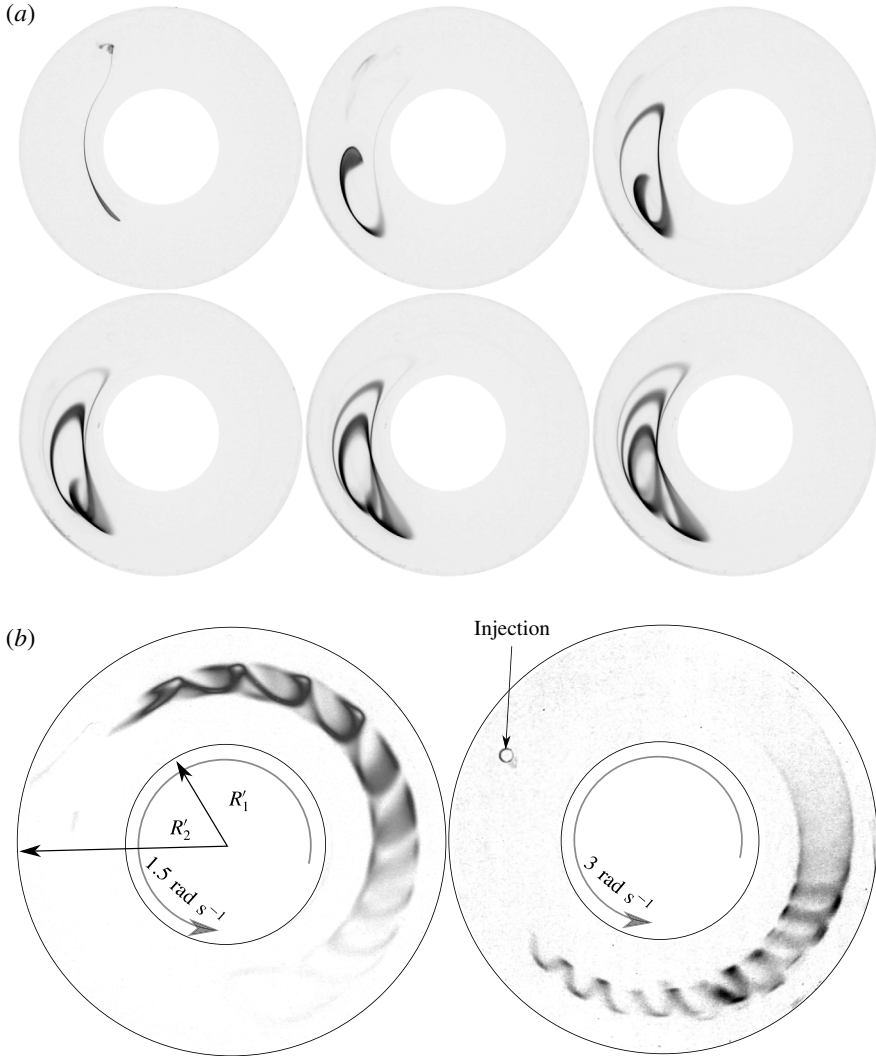 (a)
(b)
Injection
R′₁
R′₂
1.5 rad s⁻¹
3 rad s⁻¹